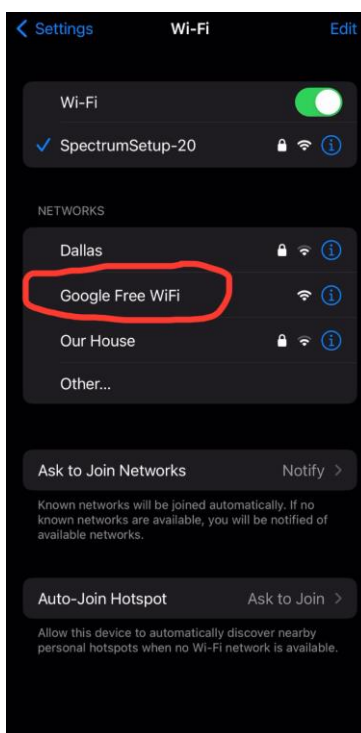 Settings Wi-Fi Edit
Wi-Fi
SpectrumSetup-20
NETWORKS
Dallas
Google Free WiFi
Our House
Other...
Ask to Join Networks Notify
Known networks will be joined automatically. If no
known networks are available, you will be notified of
available networks.
Auto-Join Hotspot Ask to Join
Allow this device to automatically discover nearby
personal hotspots when no Wi-Fi network is available.